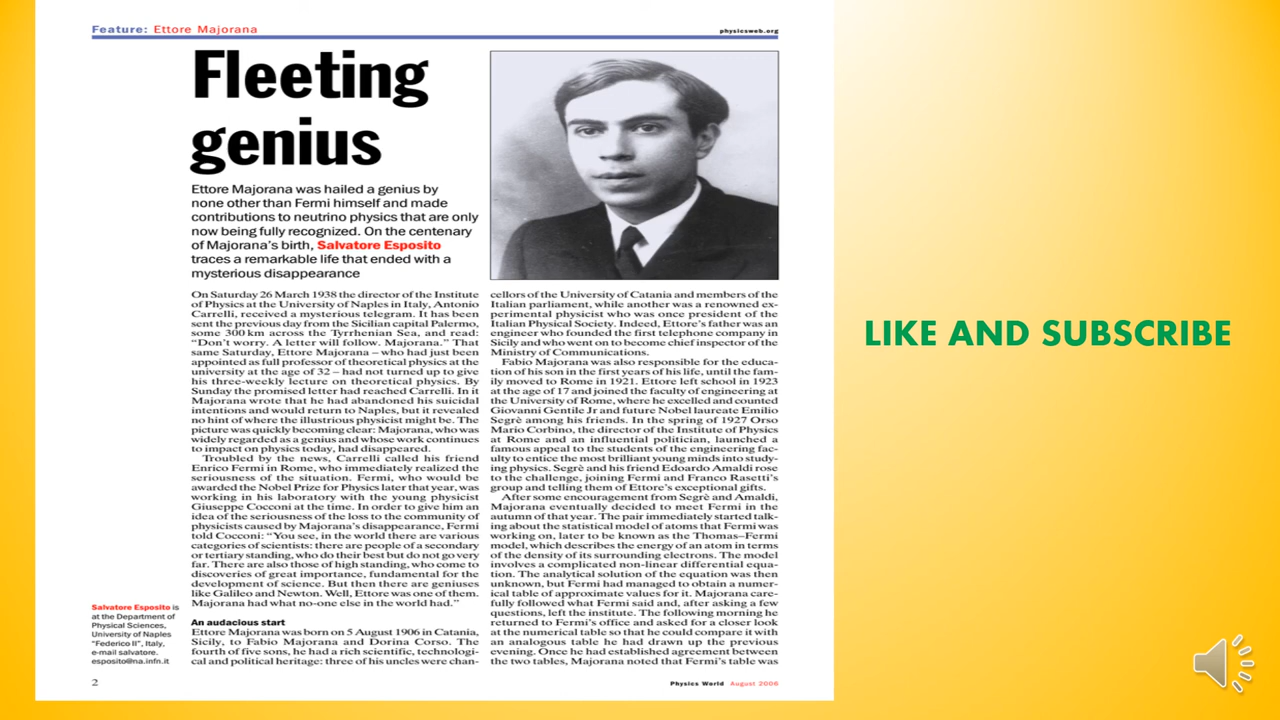 Feature: Ettore Majorana
physicsweb.org
Fleeting
genius
Ettore Majorana was hailed a genius by
none other than Fermi himself and made
contributions to neutrino physics that are only
now being fully recognized. On the centenary
of Majorana's birth, Salvatore Esposito
traces a remarkable life that ended with a
mysterious disappearance
On Saturday 26 March 1938 the director of the Institute
of Physics at the University of Naples in Italy, Antonio
Carrelli, received a mysterious telegram. It has been
sent the previous day from the Sicilian capital Palermo,
some 300 km across the Tyrrhenian Sea, and read:
"Don't worry. A letter will follow. Majorana." That
same Saturday, Ettore Majorana – who had just been
appointed as full professor of theoretical physics at the
university at the age of 32 – had not turned up to give
his three-weekly lecture on theoretical physics. By
Sunday the promised letter had reached Carrelli. In it
Majorana wrote that he had abandoned his suicidal
intentions and would return to Naples, but it revealed
no hint of where the illustrious physicist might be. The
picture was quickly becoming clear: Majorana, who was
widely regarded as a genius and whose work continues
to impact on physics today, had disappeared.
Troubled by the news, Carrelli called his friend
Enrico Fermi in Rome, who immediately realized the
seriousness of the situation. Fermi, who would be
awarded the Nobel Prize for Physics later that year, was
working in his laboratory with the young physicist
Giuseppe Cocconi at the time. In order to give him an
idea of the seriousness of the loss to the community of
physicists caused by Majorana's disappearance, Fermi
told Cocconi: "You see, in the world there are various
categories of scientists: there are people of a secondary
or tertiary standing, who do their best but do not go very
far. There are also those of high standing, who come to
discoveries of great importance, fundamental for the
development of science. But then there are geniuses
like Galileo and Newton. Well, Ettore was one of them.
Majorana had what no-one else in the world had."
An audacious start
Ettore Majorana was born on 5 August 1906 in Catania,
Sicily, to Fabio Majorana and Dorina Corso. The
fourth of five sons, he had a rich scientific, technologi-
cal and political heritage: three of his uncles were chan-
cellors of the University of Catania and members of the
Italian parliament, while another was a renowned ex-
perimental physicist who was once president of the
Italian Physical Society. Indeed, Ettore's father was an
engineer who founded the first telephone company in
Sicily and who went on to become chief inspector of the
Ministry of Communications.
Fabio Majorana was also responsible for the educa-
tion of his son in the first years of his life, until the fam-
ily moved to Rome in 1921. Ettore left school in 1923
at the age of 17 and joined the faculty of engineering at
the University of Rome, where he excelled and counted
Giovanni Gentile Jr and future Nobel laureate Emilio
Segrè among his friends. In the spring of 1927 Orso
Mario Corbino, the director of the Institute of Physics
at Rome and an influential politician, launched a
famous appeal to the students of the engineering facul-
ty to entice the most brilliant young minds into study-
ing physics. Segrè and his friend Edoardo Amaldi rose
to the challenge, joining Fermi and Franco Rasetti's
group and telling them of Ettore's exceptional gifts.
After some encouragement from Segrè and Amaldi,
Majorana eventually decided to meet Fermi in the
autumn of that year. The pair immediately started talk-
ing about the statistical model of atoms that Fermi was
working on, later to be known as the Thomas–Fermi
model, which describes the energy of an atom in terms
of the density of its surrounding electrons. The model
involves a complicated non-linear differential equa-
tion. The analytical solution of the equation was then
unknown, but Fermi had managed to obtain a numer-
ical table of approximate values for it. Majorana care-
fully followed what Fermi said and, after asking a few
questions, left the institute. The following morning he
returned to Fermi's office and asked for a closer look
at the numerical table so that he could compare it with
an analogous table he had drawn up the previous
evening. Once he had established agreement between
the two tables, Majorana noted that Fermi's table was
Salvatore Esposito is
at the Department of
Physical Sciences,
University of Naples
"Federico II", Italy,
e-mail salvatore.
esposito@na.infn.it
2
Physics World August 2006
LIKE AND SUBSCRIBE